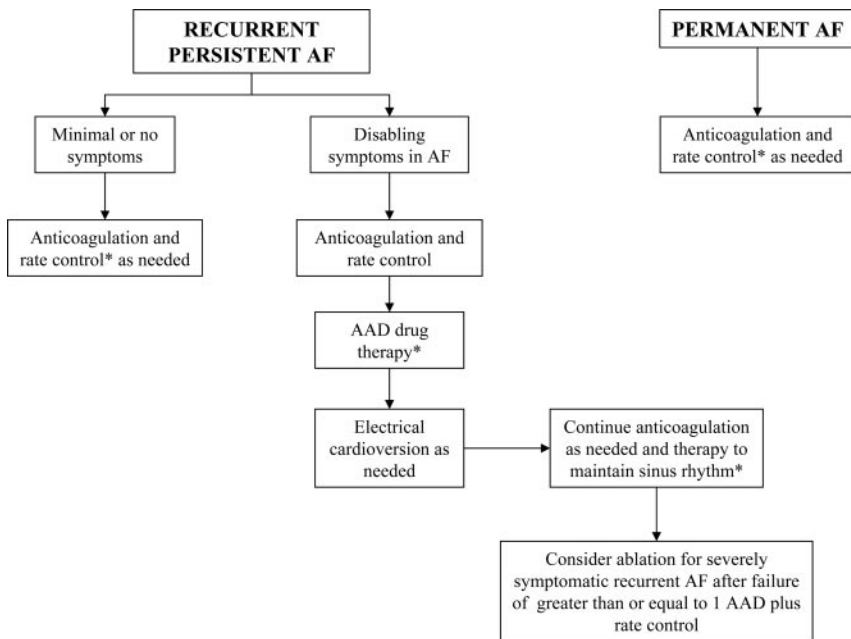 RECURRENT
PERSISTENT AF
PERMANENT AF
Minimal or no
symptoms
Disabling
symptoms in AF
Anticoagulation and
rate control* as needed
Anticoagulation and
rate control* as needed
Anticoagulation and
rate control
AAD drug
therapy*
Electrical
cardioversion as
needed
Continue anticoagulation
as needed and therapy to
maintain sinus rhythm*
Consider ablation for severely
symptomatic recurrent AF after failure
of greater than or equal to 1 AAD plus
rate control